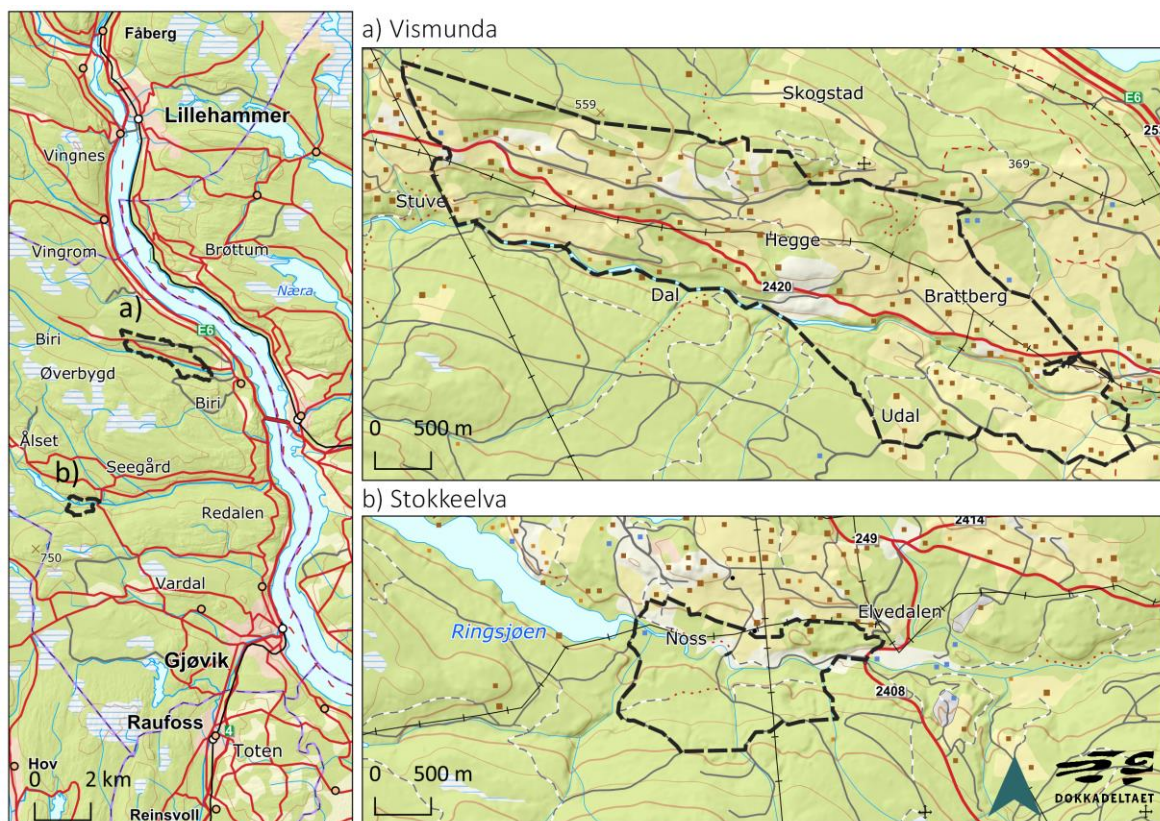 Fåberg
Lillehammer
Vingnes
Vingrom
Brøttum
Næra
a)
E6
Biri
Øverbygd
Biri
Ålset
b)
Seegård
Redalen
750
Vardal
Gjøvik
Raufoss
4
Toten
Hov
0 2 km
Reinsvoll
a) Vismunda
Skogstad
559
E6
369
Stuve
Hegge
2420
Dal
Brattberg
Udal
0 500 m
b) Stokkeelva
2414
249
Elvedalen
Ringsjøen
Noss
2408
0 500 m
DOKKADELTAET